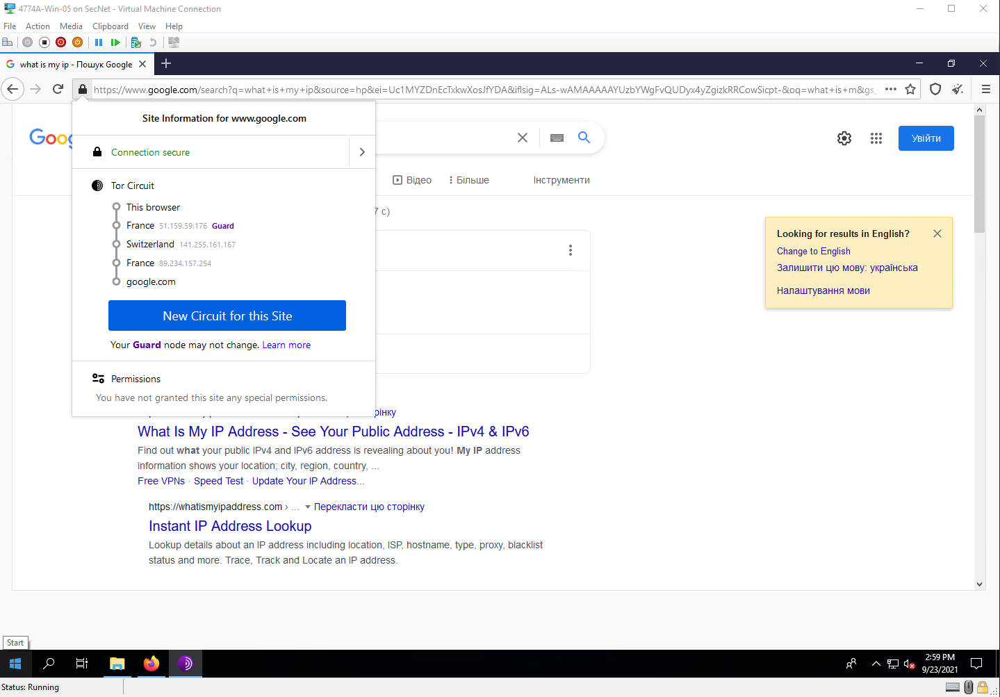 4774A-Win-05 on SecNet - Virtual Machine Connection
File Action Media Clipboard View Help
what is my ip - Пошук Google
https://www.google.com/search?q=what+is+my+ip&source=hp&ei=Uc1MYZDnEcTxkwXosJfYDA&iflsig=ALs-wAMAAAAAYUzbYWgFvQUDyx4yZgizkRRCowSicpt-&oq=what+is+m&gs_
Site Information for www.google.com
Goog
Увійти
Connection secure
Відео Більше Інструменти
Tor Circuit
This browser
7 с)
France 51.159.59.176 Guard
Switzerland 141.255.161.167
France 89.234.157.254
google.com
New Circuit for this Site
Your Guard node may not change. Learn more
Permissions
You have not granted this site any special permissions.
Looking for results in English?
Change to English
Залишити цю мову: українська
Налаштування мови
рінку
What Is My IP Address - See Your Public Address - IPv4 & IPv6
Find out what your public IPv4 and IPv6 address is revealing about you! My IP address
information shows your location; city, region, country, ...
Free VPNs · Speed Test · Update Your IP Address...
https://whatismyipaddress.com › ... Перекласти цю сторінку
Instant IP Address Lookup
Lookup details about an IP address including location, ISP, hostname, type, proxy, blacklist
status and more. Trace, Track and Locate an IP address.
Start
2:59 PM
9/23/2021
Status: Running